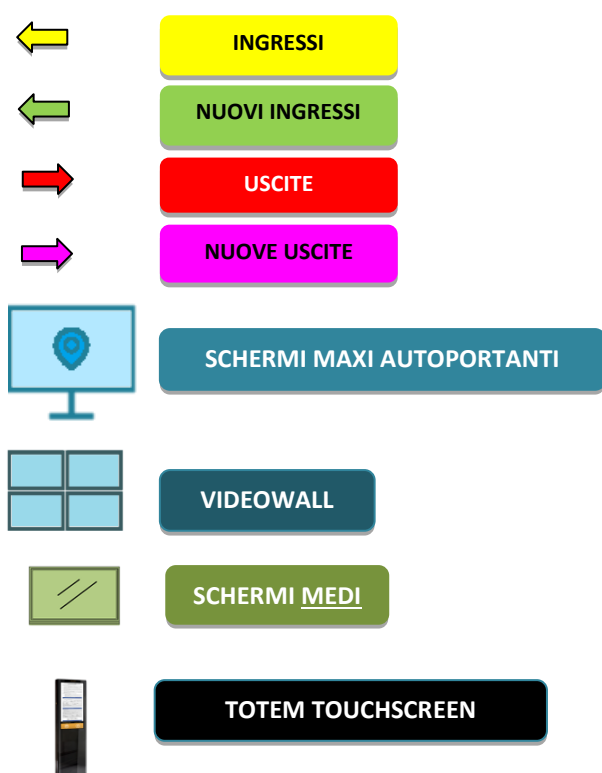 INGRESSI
NUOVI INGRESSI
USCITE
NUOVE USCITE
SCHERMI MAXI AUTOPORTANTI
VIDEOWALL
SCHERMI MEDI
TOTEM TOUCHSCREEN